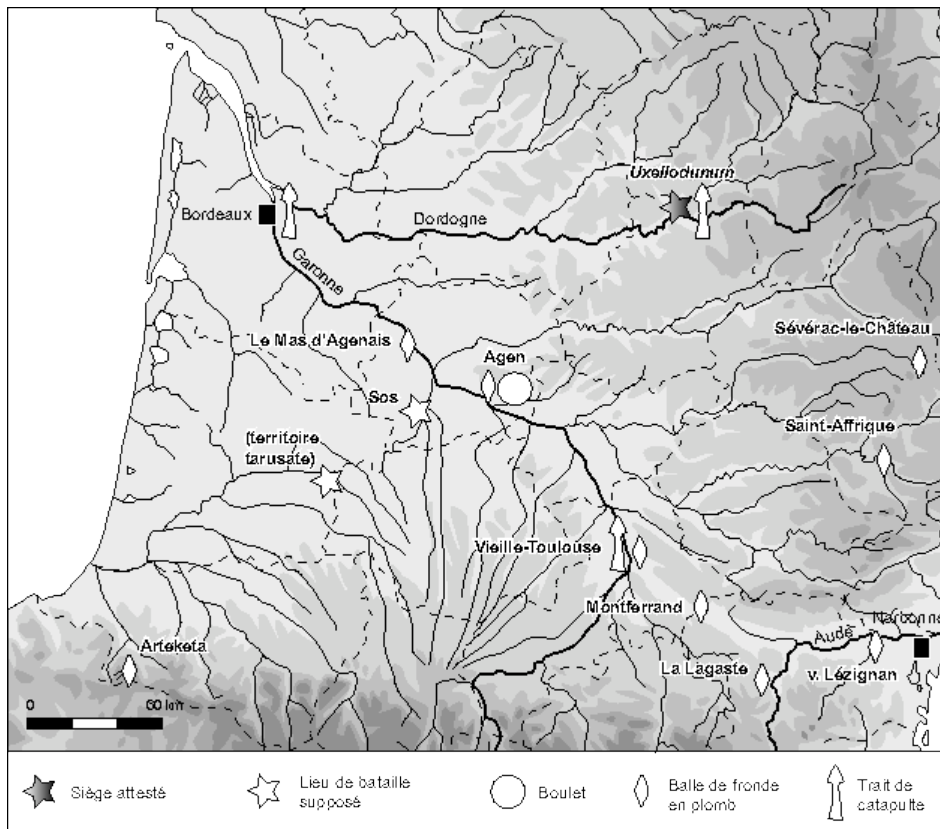 Uxellodunum
Bordeaux
Dordogne
Garonne
Sévérac-le-Château
Le Mas d'Agenais
Agen
Sos
Saint-Affrique
(territoire
tarusate)
Vieille-Toulouse
Montferrand
Narbonne
Aude
Arteketa
La Lagaste
v. Lézignan
0 60 km
Siège attesté
Lieu de bataille
supposé
Boulet
Balle de fronde
en plomb
Trait de
catapulte